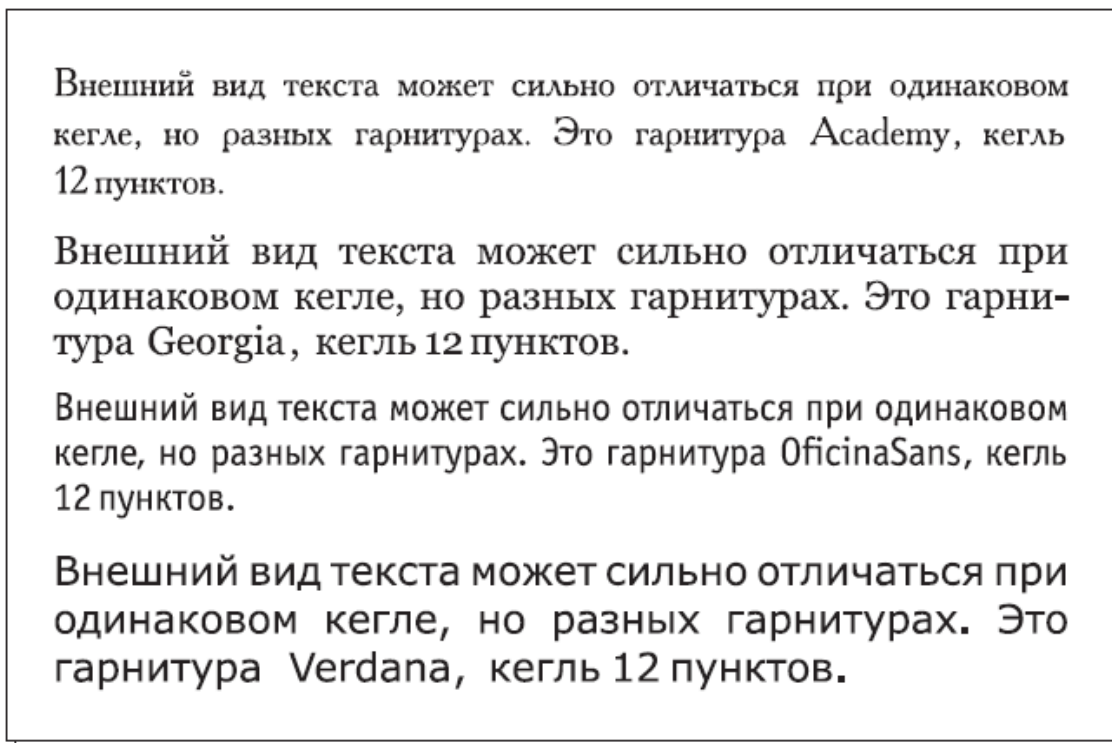 Внешний вид текста может сильно отличаться при одинаковом
кегле, но разных гарнитурах. Это гарнитура Academy, кегль
12 пунктов.
Внешний вид текста может сильно отличаться при
одинаковом кегле, но разных гарнитурах. Это гарни-
тура Georgia, кегль 12 пунктов.
Внешний вид текста может сильно отличаться при одинаковом
кегле, но разных гарнитурах. Это гарнитура OficinaSans, кегль
12 пунктов.
Внешний вид текста может сильно отличаться при
одинаковом кегле, но разных гарнитурах. Это
гарнитура Verdana, кегль 12 пунктов.